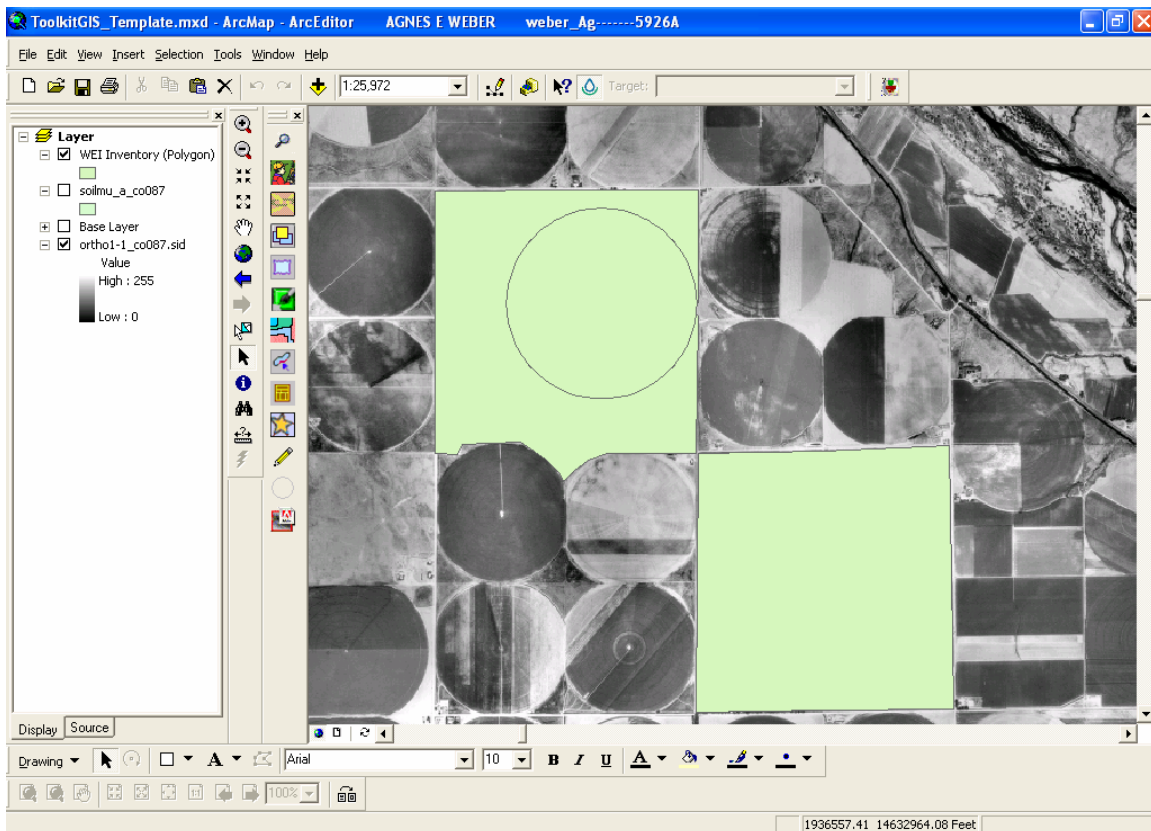 ToolkitGIS_Template.mxd - ArcMap - ArcEditor AGNES E WEBER weber_Ag-------5926A
File Edit View Insert Selection Tools Window Help
1:25,972 Target:
Layer
WEI Inventory (Polygon)
soilmu_a_co087
Base Layer
ortho1-1_co087.sid
Value
High : 255
Low : 0
Display Source
Drawing A Arial 10 B I U A
1:1 100%
1936557.41 14632964.08 Feet